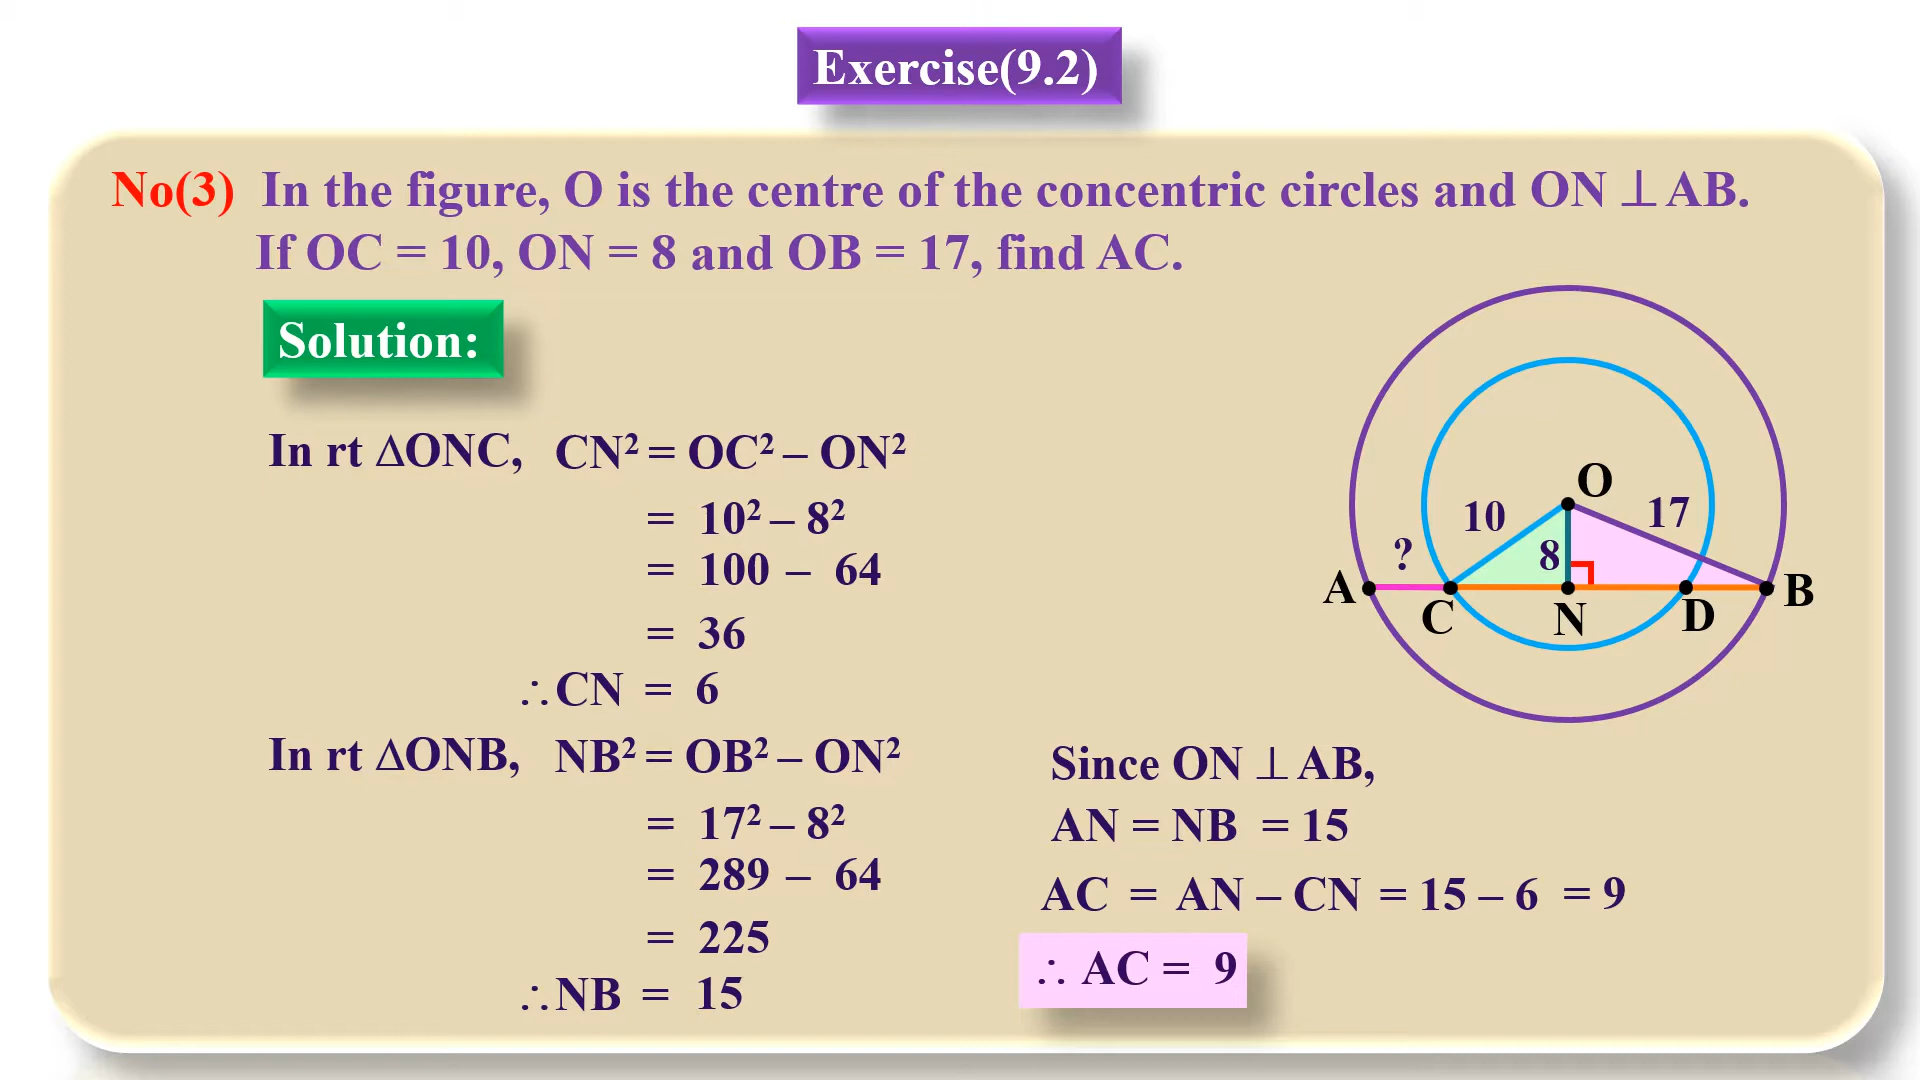 Exercise(9.2)
No(3) In the figure, O is the centre of the concentric circles and ON ⊥ AB.
If OC = 10, ON = 8 and OB = 17, find AC.
Solution:
In rt ΔONC, CN² = OC² – ON²
= 10² – 8²
= 100 – 64
= 36
∴ CN = 6
In rt ΔONB, NB² = OB² – ON²
= 17² – 8²
= 289 – 64
= 225
∴ NB = 15
O
10
17
?
8
A
C
N
D
B
Since ON ⊥ AB,
AN = NB = 15
AC = AN – CN = 15 – 6 = 9
∴ AC = 9